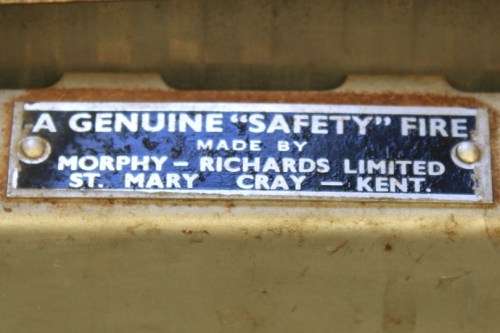 A GENUINE "SAFETY" FIRE
MADE BY
MORPHY - RICHARDS LIMITED
ST. MARY CRAY - KENT.